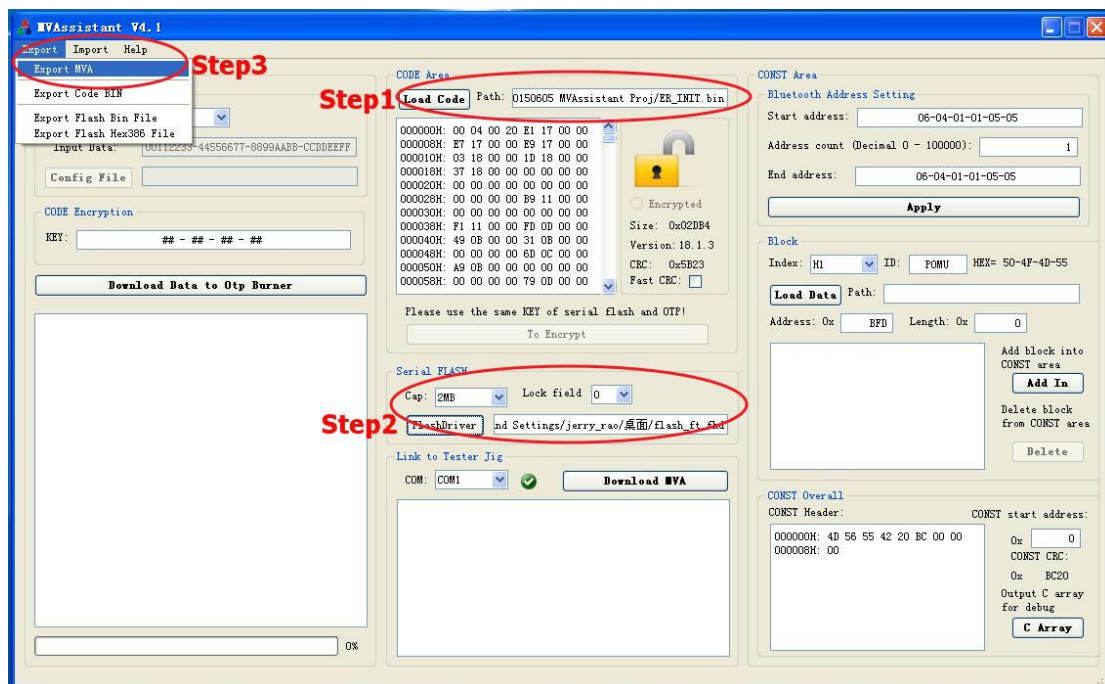 MVAssistant V4.1
Export Import Help
Step3
Export MVA
Export Code BIN
Export Flash Bin File
Export Flash Hex386 File
Input Data: 00112233-44556677-8899AABB-CCDDEEFF
Config File
CODE Encryption
KEY: ## - ## - ## - ##
Download Data to Otp Burner
0%
CODE Area
Step1
Load Code Path: 0150605 MVAssistant Proj/ER_INIT.bin
000000H: 00 04 00 20 E1 17 00 00
000008H: E7 17 00 00 E9 17 00 00
000010H: 03 18 00 00 1D 18 00 00
000018H: 37 18 00 00 00 00 00 00
000020H: 00 00 00 00 00 00 00 00
000028H: 00 00 00 00 B9 11 00 00
000030H: 00 00 00 00 00 00 00 00
000038H: F1 11 00 00 FD 0D 00 00
000040H: 49 0B 00 00 31 0B 00 00
000048H: 00 00 00 00 6D 0C 00 00
000050H: A9 0B 00 00 00 00 00 00
000058H: 00 00 00 00 79 0D 00 00
Encrypted
Size: 0x02DB4
Version: 18.1.3
CRC: 0x5B23
Fast CRC:
Please use the same KEY of serial flash and OTP!
To Encrypt
Serial FLASH
Cap: 2MB Lock field 0
Step2
FlashDriver nd Settings/jerry_rao/桌面/flash_ft.fhd
Link to Tester Jig
COM: COM1 Download MVA
CONST Area
Bluetooth Address Setting
Start address: 06-04-01-01-05-05
Address count (Decimal 0 - 100000): 1
End address: 06-04-01-01-05-05
Apply
Block
Index: H1 ID: POMU HEX= 50-4F-4D-55
Load Data Path:
Address: 0x BFD Length: 0x 0
Add block into
CONST area
Add In
Delete block
from CONST area
Delete
CONST Overall
CONST Header: CONST start address:
000000H: 4D 56 55 42 20 BC 00 00
000008H: 00
0x 0
CONST CRC:
0x BC20
Output C array
for debug
C Array